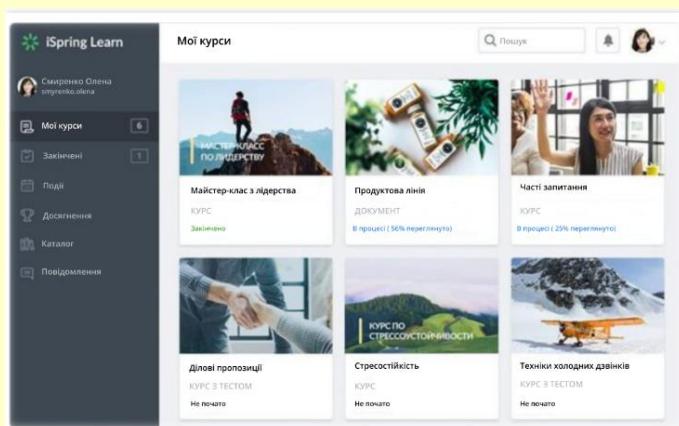 iSpring Learn
Мої курси
Пошук
Смиренко Олена
smyrenko.olena
Мої курси
6
Закінчені
1
Події
Досягнення
Каталог
Повідомлення
МАСТЕР-КЛАСС
ПО ЛИДЕРСТВУ
Майстер-клас з лідерства
КУРС
Закінчено
Продуктова лінія
ДОКУМЕНТ
В процесі ( 56% переглянуто)
Часті запитання
КУРС
В процесі ( 25% переглянуто)
Ділові пропозиції
КУРС З ТЕСТОМ
Не почато
КУРС ПО
СТРЕССОУСТОЙЧИВОСТИ
Стресостійкість
КУРС
Не почато
Техніки холодних дзвінків
КУРС З ТЕСТОМ
Не почато